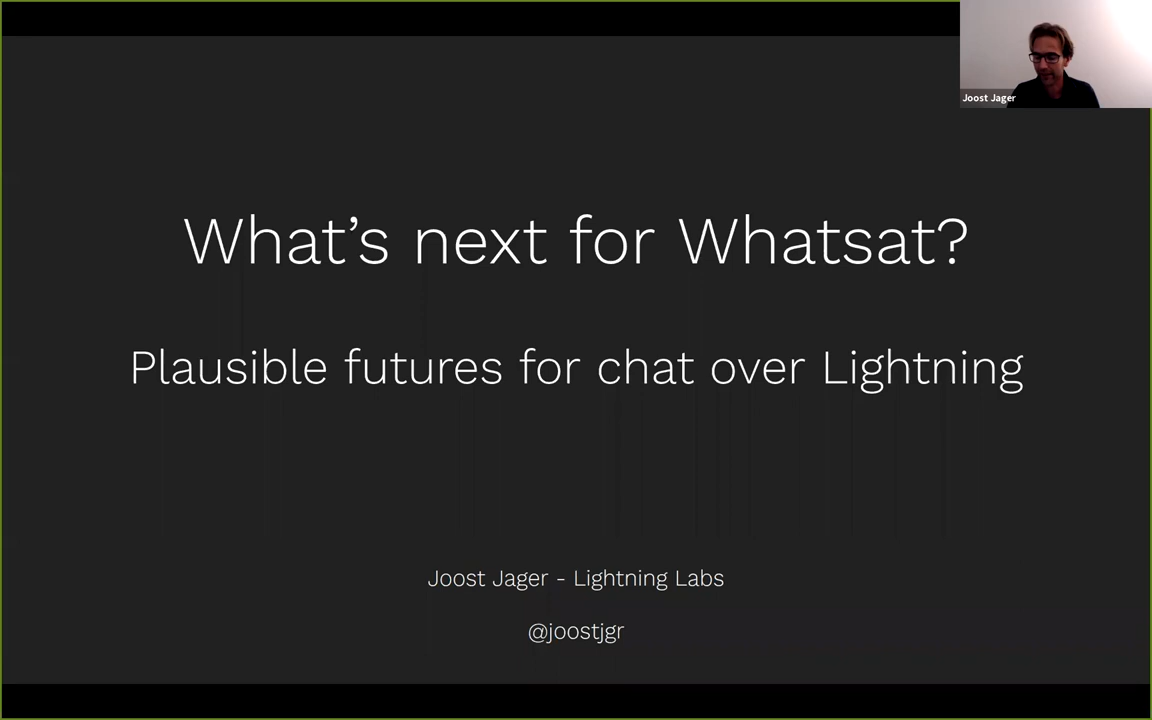 Joost Jager
What's next for Whatsat?
Plausible futures for chat over Lightning
Joost Jager - Lightning Labs
@joostjgr